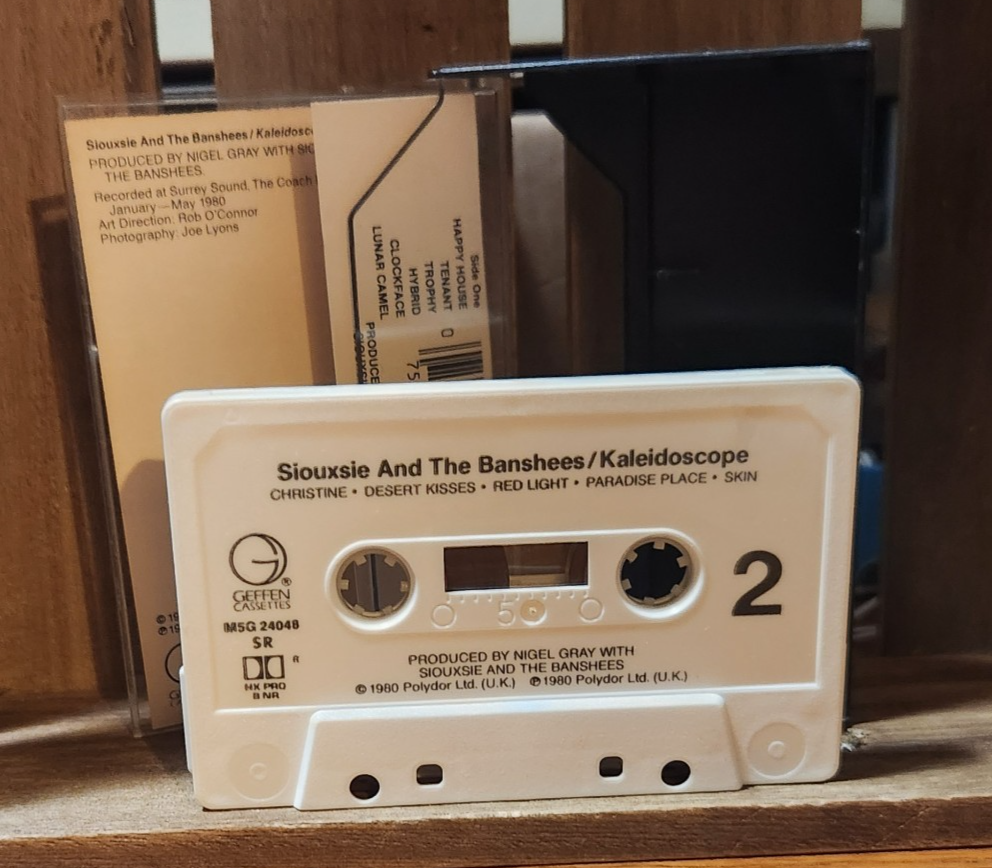 Siouxsie And The Banshees/
PRODUCED BY NIGEL GRAY WITH
THE BANSHEES.
Recorded at Surrey Sound, The Coach
January—May 1980
Art Direction: Rob O'Connor
Photography: Joe Lyons
Side One
HAPPY HOUSE
TENANT
TROPHY
HYBRID
CLOCKFACE
LUNAR CAMEL
0
75
Siouxsie And The Banshees/Kaleidoscope
CHRISTINE • DESERT KISSES • RED LIGHT • PARADISE PLACE • SKIN
G
GEFFEN ®
CASSETTES
M5G 24048
SR
HX PRO
B NR
50
2
PRODUCED BY NIGEL GRAY WITH
SIOUXSIE AND THE BANSHEES
© 1980 Polydor Ltd. (U.K.) ℗ 1980 Polydor Ltd. (U.K.)